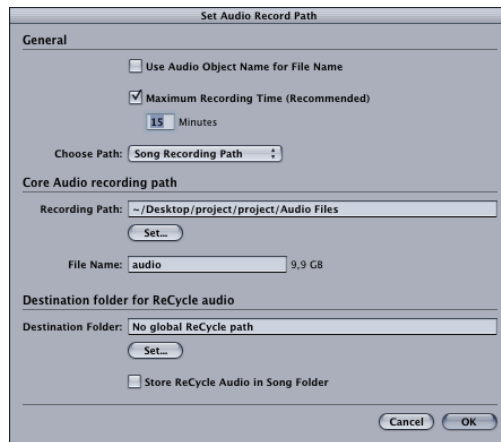 Set Audio Record Path
General
Use Audio Object Name for File Name
Maximum Recording Time (Recommended)
15 Minutes
Choose Path: Song Recording Path
Core Audio recording path
Recording Path: ~/Desktop/project/project/Audio Files
Set...
File Name: audio 9,9 GB
Destination folder for ReCycle audio
Destination Folder: No global ReCycle path
Set...
Store ReCycle Audio in Song Folder
Cancel OK